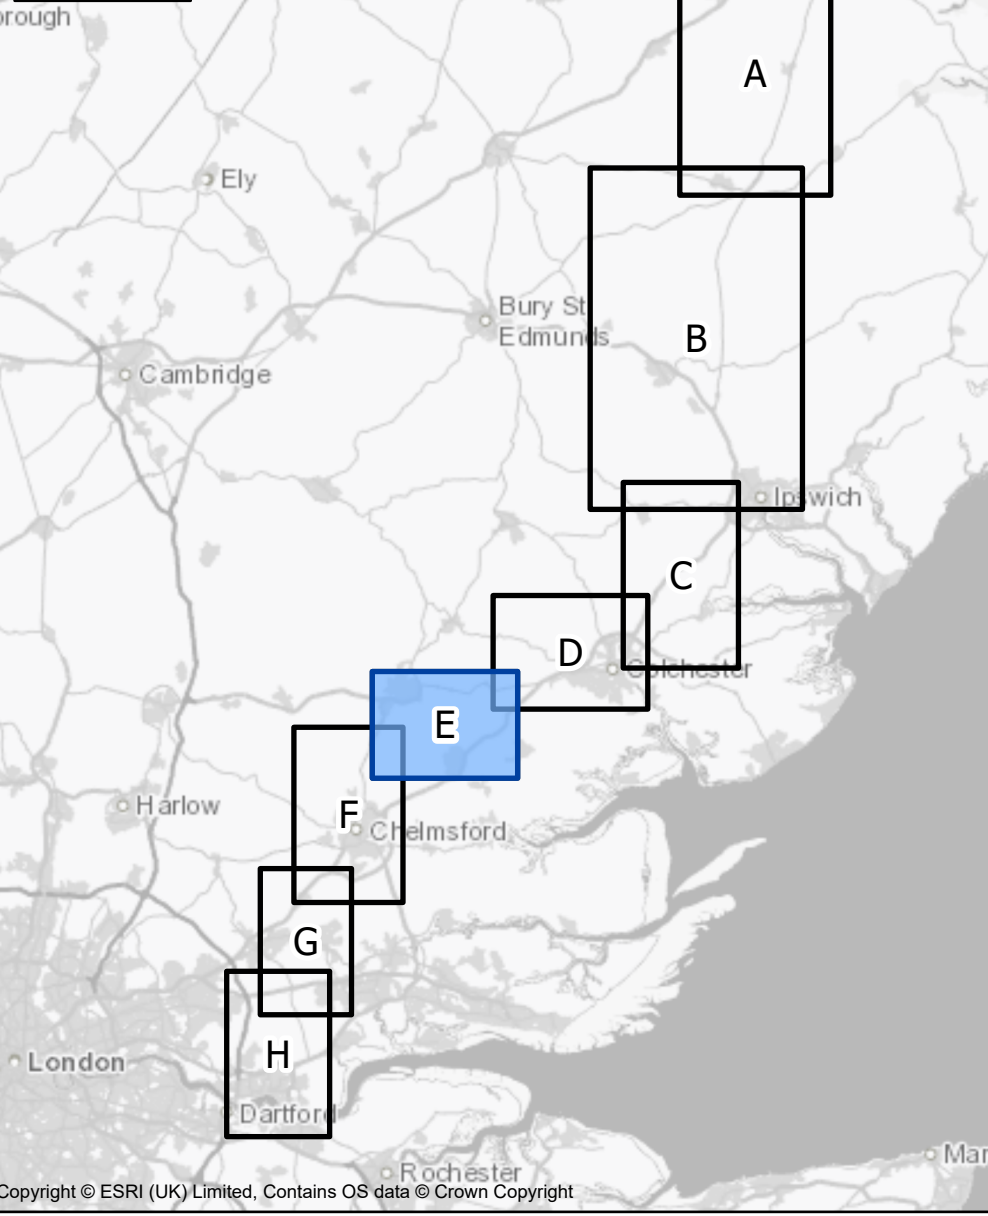 orough
A
Ely
Bury St
Edmunds
B
Cambridge
Ipswich
C
D
Colchester
E
Harlow
F
Chelmsford
G
H
London
Dartford
Rochester
Mar
Copyright © ESRI (UK) Limited, Contains OS data © Crown Copyright